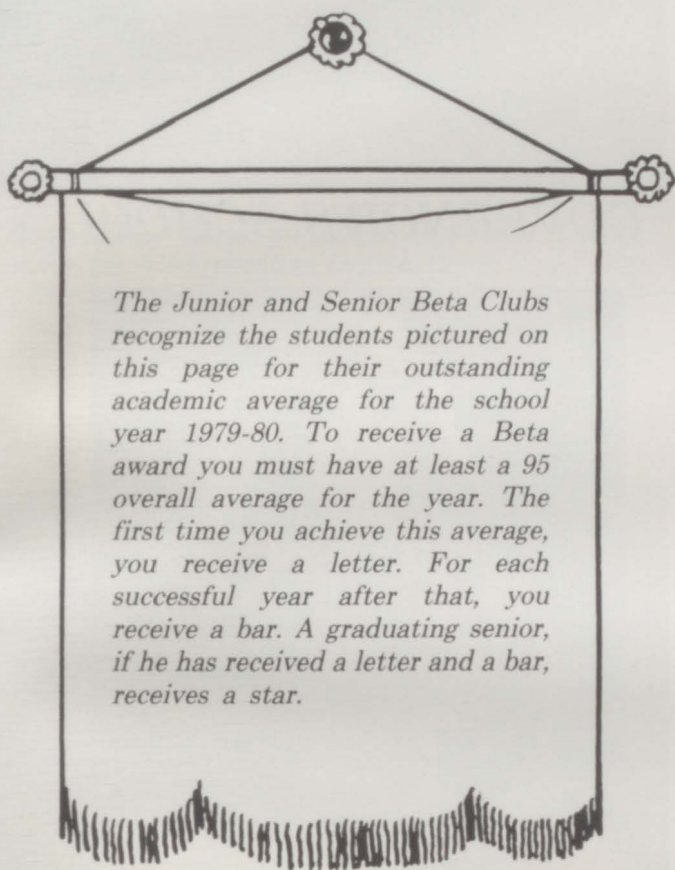 The Junior and Senior Beta Clubs
recognize the students pictured on
this page for their outstanding
academic average for the school
year 1979-80. To receive a Beta
award you must have at least a 95
overall average for the year. The
first time you achieve this average,
you receive a letter. For each
successful year after that, you
receive a bar. A graduating senior,
if he has received a letter and a bar,
receives a star.